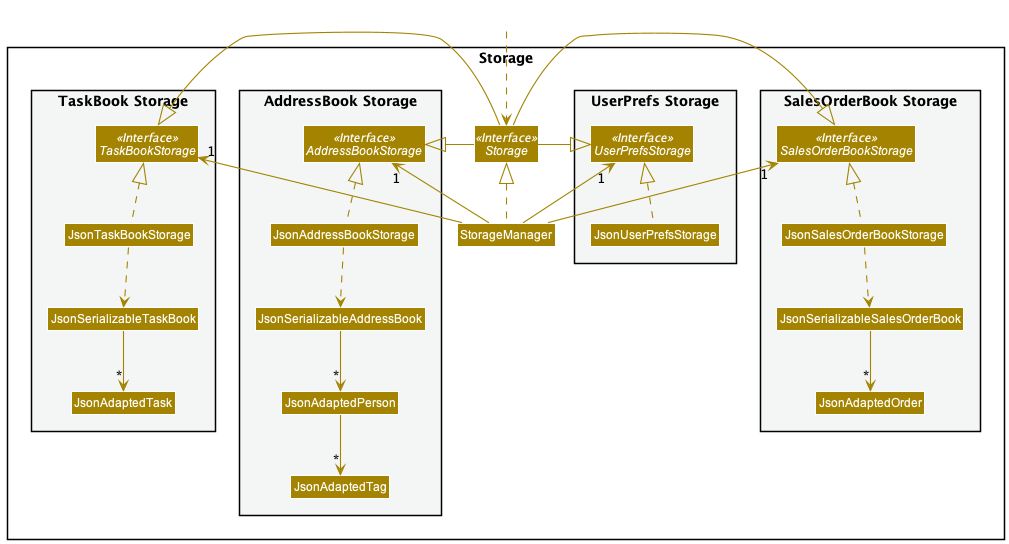 Storage
TaskBook Storage
AddressBook Storage
UserPrefs Storage
SalesOrderBook Storage
«Interface»
TaskBookStorage
«Interface»
AddressBookStorage
«Interface»
Storage
«Interface»
UserPrefsStorage
«Interface»
SalesOrderBookStorage
1
1
1
1
JsonTaskBookStorage
JsonAddressBookStorage
StorageManager
JsonUserPrefsStorage
JsonSalesOrderBookStorage
JsonSerializableTaskBook
JsonSerializableAddressBook
JsonSerializableSalesOrderBook
*
*
*
JsonAdaptedTask
JsonAdaptedPerson
JsonAdaptedOrder
*
JsonAdaptedTag